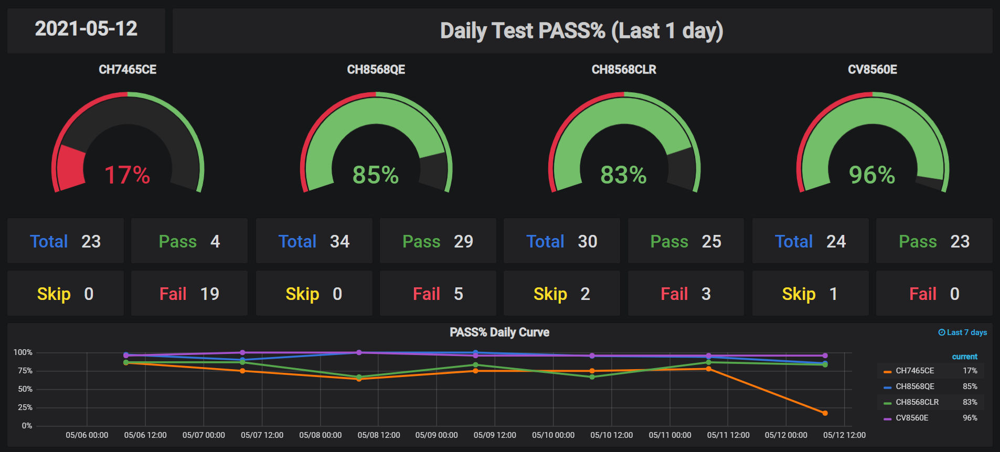 2021-05-12
Daily Test PASS% (Last 1 day)
CH7465CE
CH8568QE
CH8568CLR
CV8560E
17%
85%
83%
96%
Total 23
Pass 4
Total 34
Pass 29
Total 30
Pass 25
Total 24
Pass 23
Skip 0
Fail 19
Skip 0
Fail 5
Skip 2
Fail 3
Skip 1
Fail 0
PASS% Daily Curve
Last 7 days
100%
75%
50%
25%
0%
05/06 00:00
05/06 12:00
05/07 00:00
05/07 12:00
05/08 00:00
05/08 12:00
05/09 00:00
05/09 12:00
05/10 00:00
05/10 12:00
05/11 00:00
05/11 12:00
05/12 00:00
05/12 12:00
current
CH7465CE 17%
CH8568QE 85%
CH8568CLR 83%
CV8560E 96%